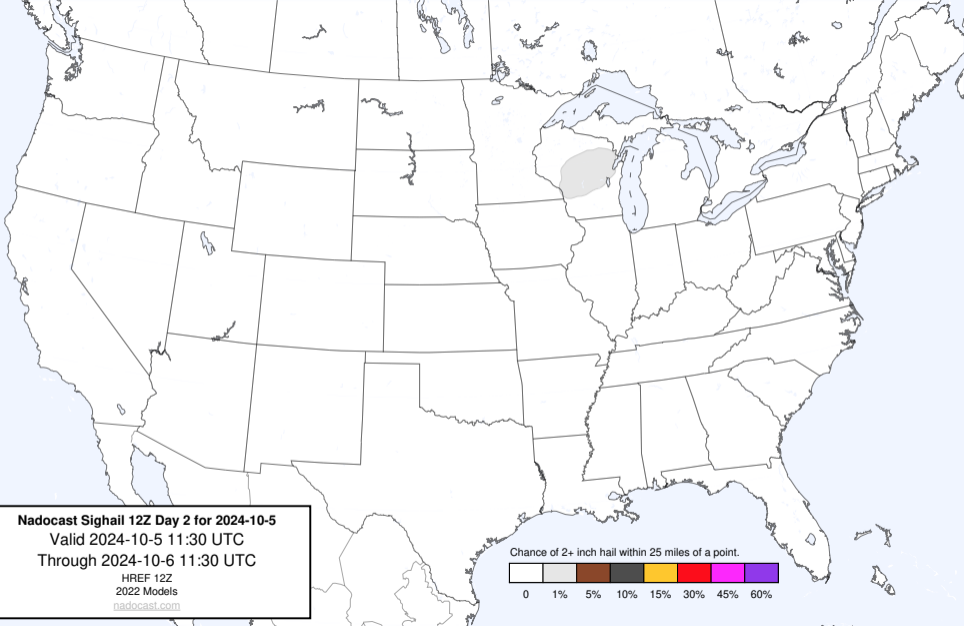 Nadocast Sighail 12Z Day 2 for 2024-10-5
Valid 2024-10-5 11:30 UTC
Through 2024-10-6 11:30 UTC
HREF 12Z
2022 Models
nadocast.com
Chance of 2+ inch hail within 25 miles of a point.
0 1% 5% 10% 15% 30% 45% 60%